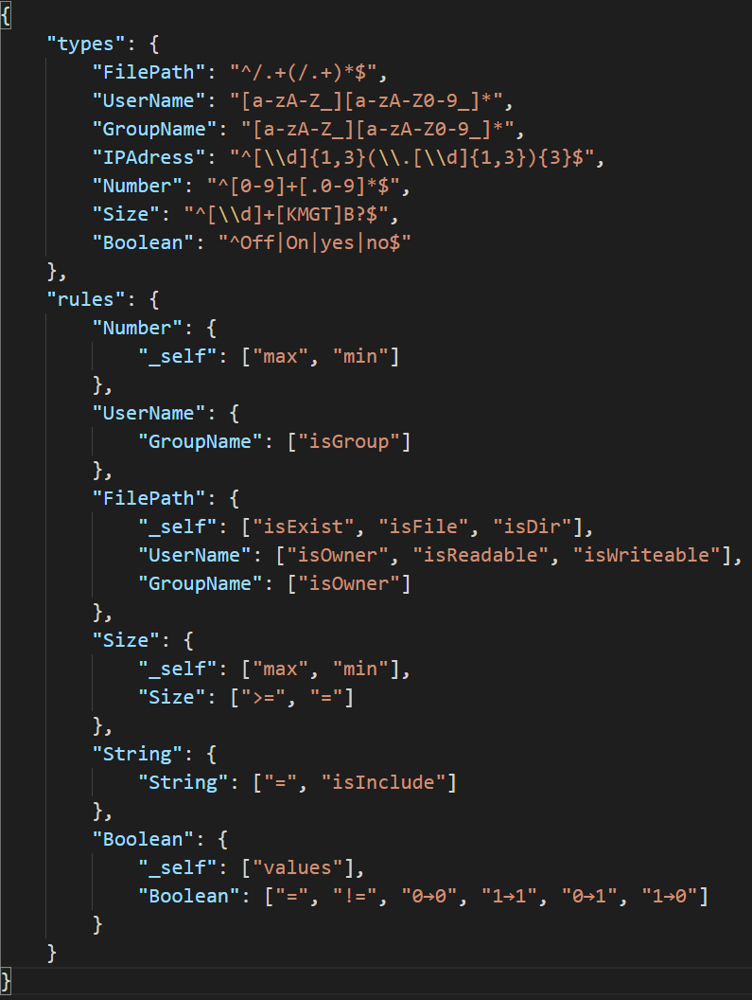 {
    "types": {
        "FilePath": "^/.+(/.+)*$",
        "UserName": "[a-zA-Z_][a-zA-Z0-9_]*",
        "GroupName": "[a-zA-Z_][a-zA-Z0-9_]*",
        "IPAdress": "^[\\d]{1,3}(\\.[\\d]{1,3}){3}$",
        "Number": "^[0-9]+[.0-9]*$",
        "Size": "^[\\d]+[KMGT]B?$",
        "Boolean": "^Off|On|yes|no$"
    },
    "rules": {
        "Number": {
            "_self": ["max", "min"]
        },
        "UserName": {
            "GroupName": ["isGroup"]
        },
        "FilePath": {
            "_self": ["isExist", "isFile", "isDir"],
            "UserName": ["isOwner", "isReadable", "isWriteable"],
            "GroupName": ["isOwner"]
        },
        "Size": {
            "_self": ["max", "min"],
            "Size": [">=", "="]
        },
        "String": {
            "String": ["=", "isInclude"]
        },
        "Boolean": {
            "_self": ["values"],
            "Boolean": ["=", "!=", "0→0", "1→1", "0→1", "1→0"]
        }
    }
}